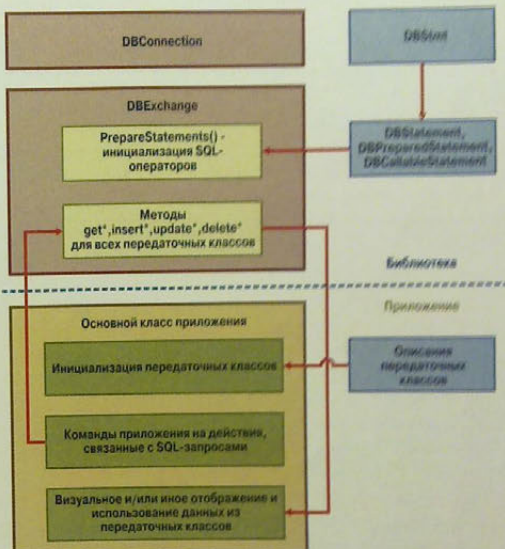 DBConnection
DBStmt
DBExchange
PrepareStatements() -
инициализация SQL-
операторов
DBStatement,
DBPreparedStatement,
DBCallableStatement
Методы
get*,insert*,update*,delete*
для всех передаточных классов
Библиотека
Приложение
Основной класс приложения
Инициализация передаточных классов
Описания
передаточных
классов
Команды приложения на действия,
связанные с SQL-запросами
Визуальное и/или иное отображение и
использование данных из
передаточных классов